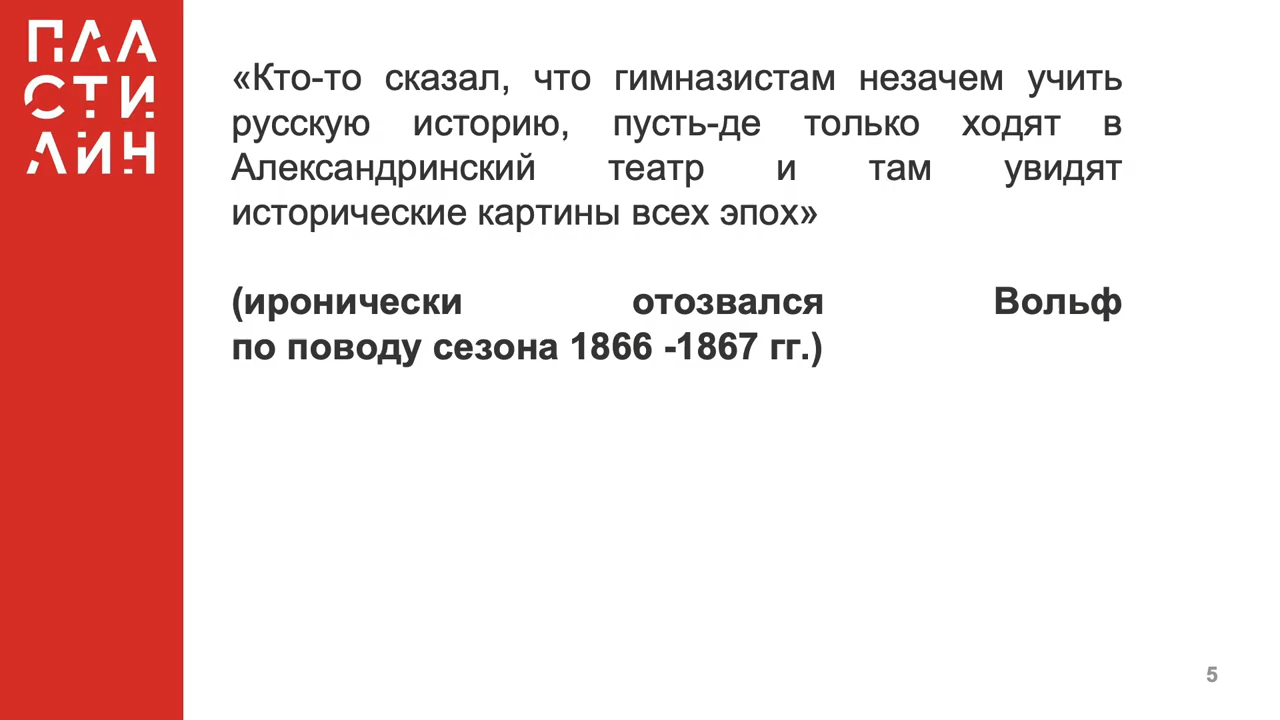 ПЛА
СТИ
ЛИН
«Кто-то сказал, что гимназистам незачем учить
русскую историю, пусть-де только ходят в
Александринский театр и там увидят
исторические картины всех эпох»
(иронически отозвался Вольф
по поводу сезона 1866 -1867 гг.)
5